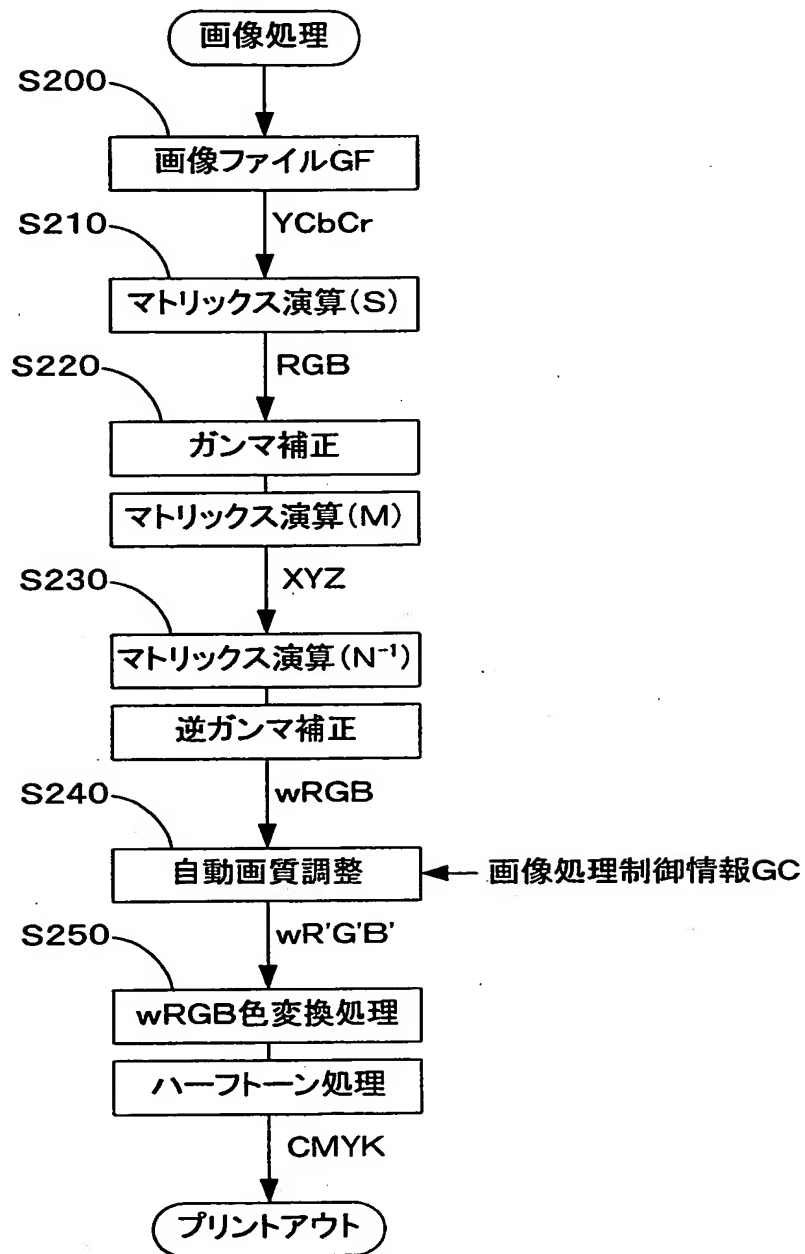 画像処理
S200
画像ファイルGF
YCbCr
S210
マトリックス演算(S)
RGB
S220
ガンマ補正
マトリックス演算(M)
XYZ
S230
マトリックス演算(N⁻¹)
逆ガンマ補正
wRGB
S240
自動画質調整
画像処理制御情報GC
wR'G'B'
S250
wRGB色変換処理
ハーフトーン処理
CMYK
プリントアウト